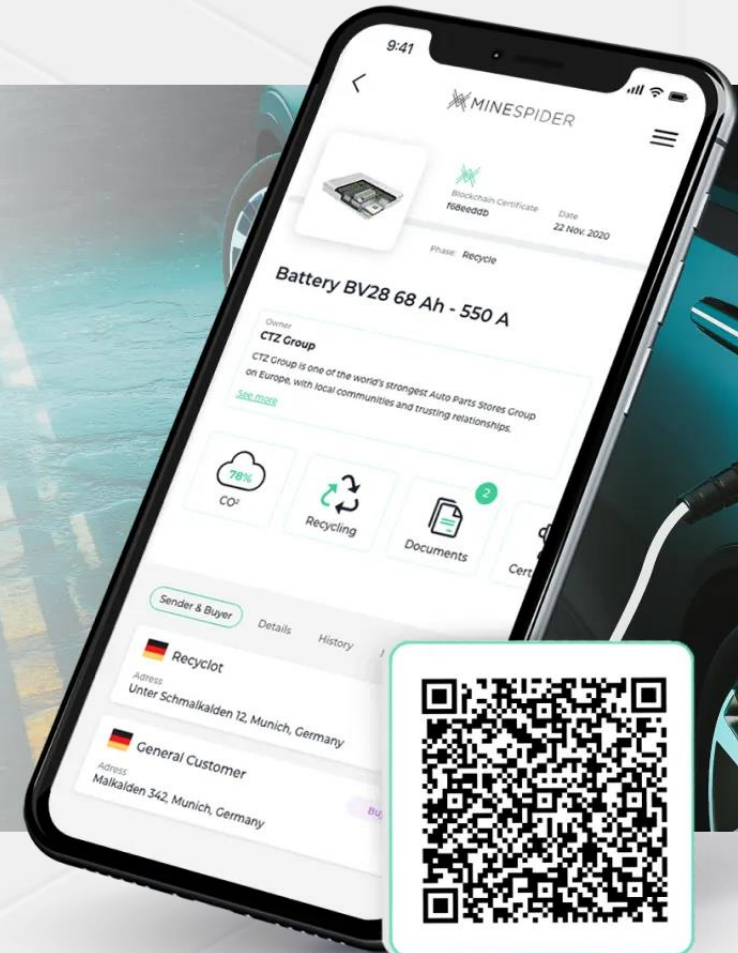 9:41
MINESPIDER
Blockchain Certificate
f68eeddb
Date
22 Nov. 2020
Phase: Recycle
Battery BV28 68 Ah - 550 A
Owner
CTZ Group
CTZ Group is one of the world's strongest Auto Parts Stores Group
on Europe, with local communities and trusting relationships.
See more
78%
CO²
Recycling
2
Documents
Cert
Sender & Buyer
Details
History
Recyclot
Adress
Unter Schmalkalden 12, Munich, Germany
General Customer
Adress
Malkalden 342, Munich, Germany